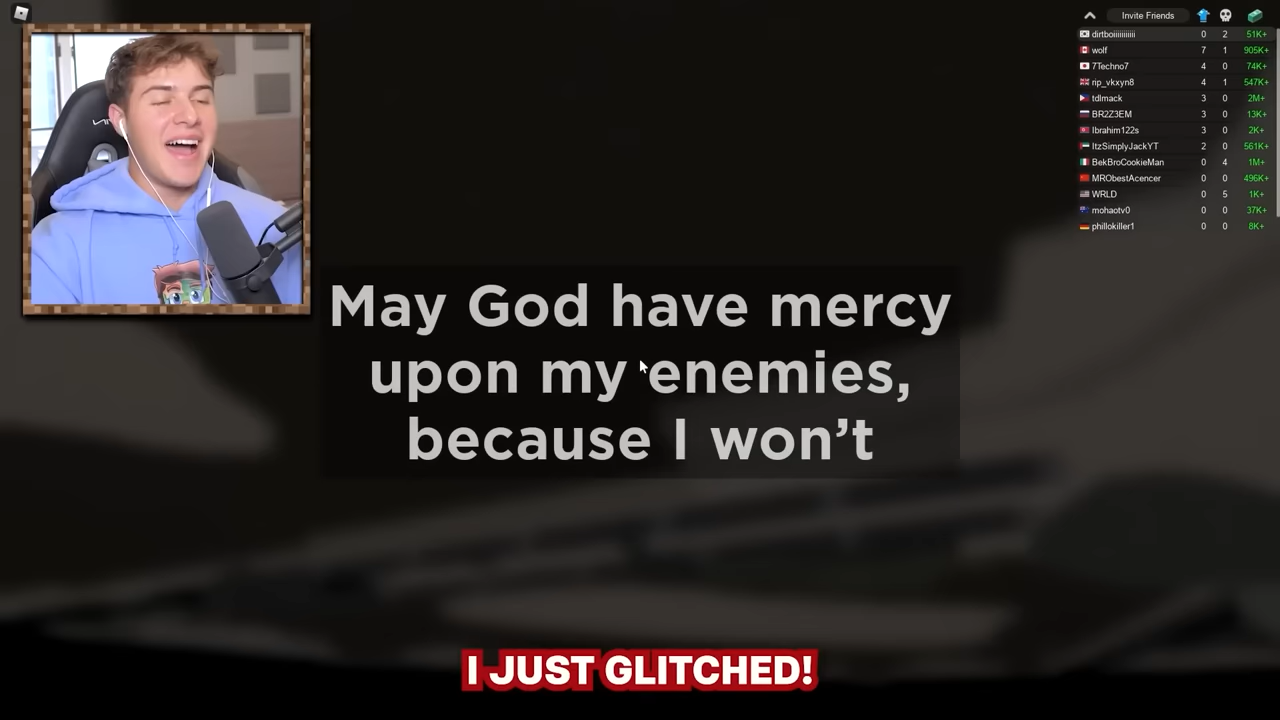 Invite Friends
dirtboiiiiiiiiiii 0 2 51K+
wolf 7 1 905K+
7Techno7 4 0 74K+
rip_vkxyn8 4 1 547K+
tdlmack 3 0 2M+
BR2Z3EM 3 0 13K+
Ibrahim122s 3 0 2K+
ItzSimplyJackYT 2 0 561K+
BekBroCookieMan 0 4 1M+
MRObestAcencer 0 0 496K+
WRLD 0 5 1K+
mohaotv0 0 0 37K+
phillokiller1 0 0 8K+
May God have mercy
upon my enemies,
because I won’t
I JUST GLITCHED!